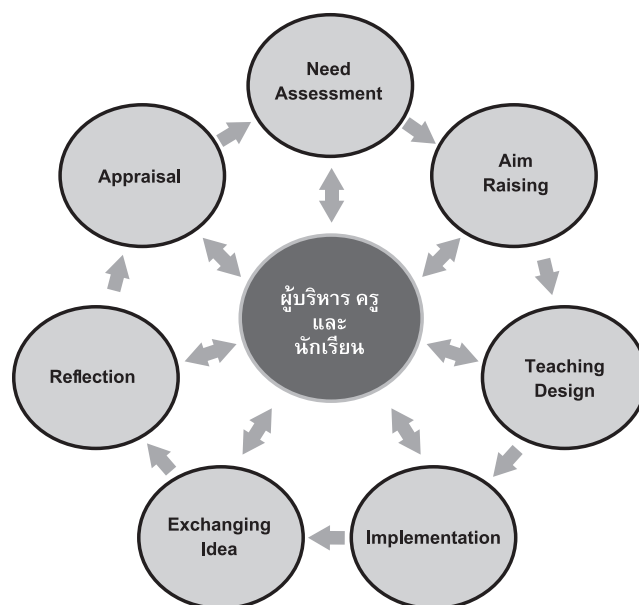 Need
Assessment
Aim
Raising
Teaching
Design
Implementation
Exchanging
Idea
Reflection
Appraisal
ผู้บริหาร ครู
และ
นักเรียน